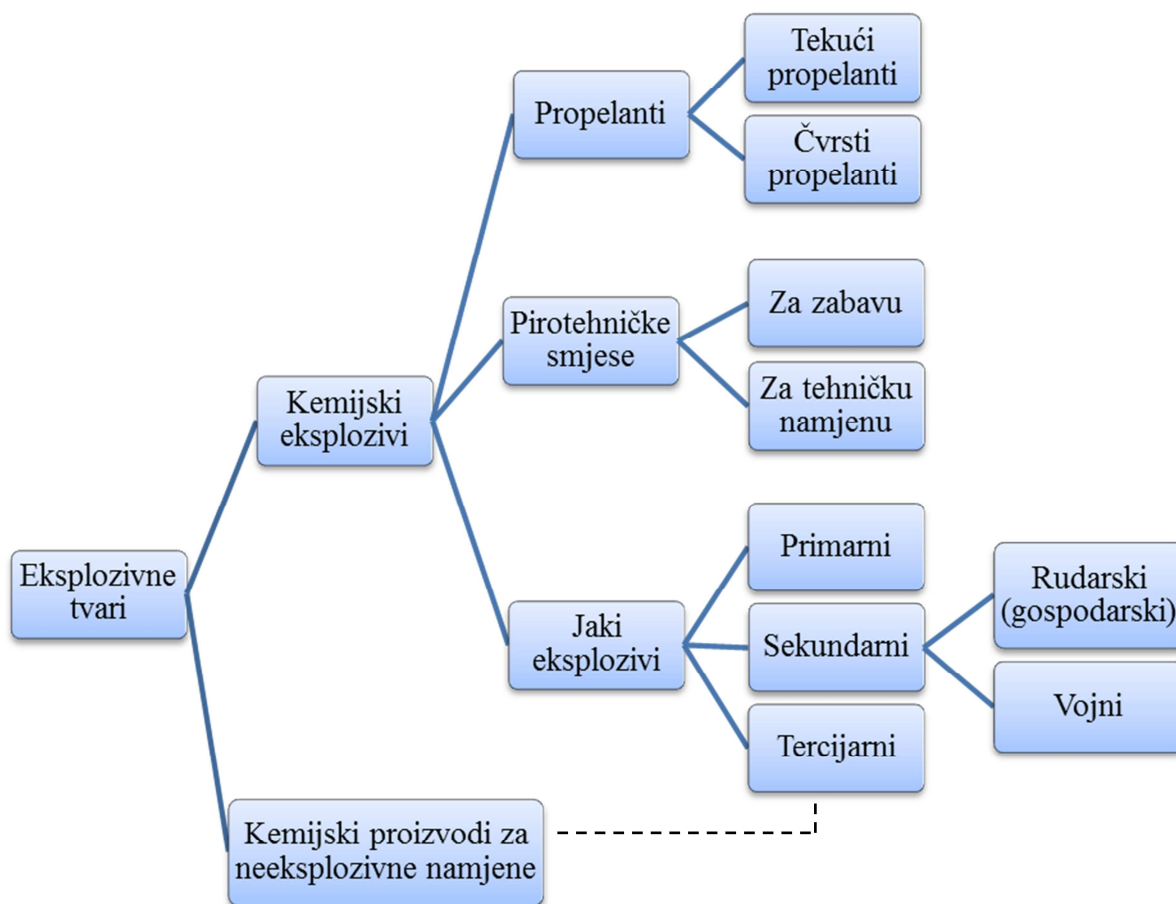 Tekući
propelanti
Propelanti
Čvrsti
propelanti
Za zabavu
Pirotehničke
smjese
Za tehničku
namjenu
Kemijski
eksplozivi
Primarni
Rudarski
(gospodarski)
Eksplozivne
tvari
Jaki
eksplozivi
Sekundarni
Vojni
Tercijarni
Kemijski proizvodi za
neeksplozivne namjene